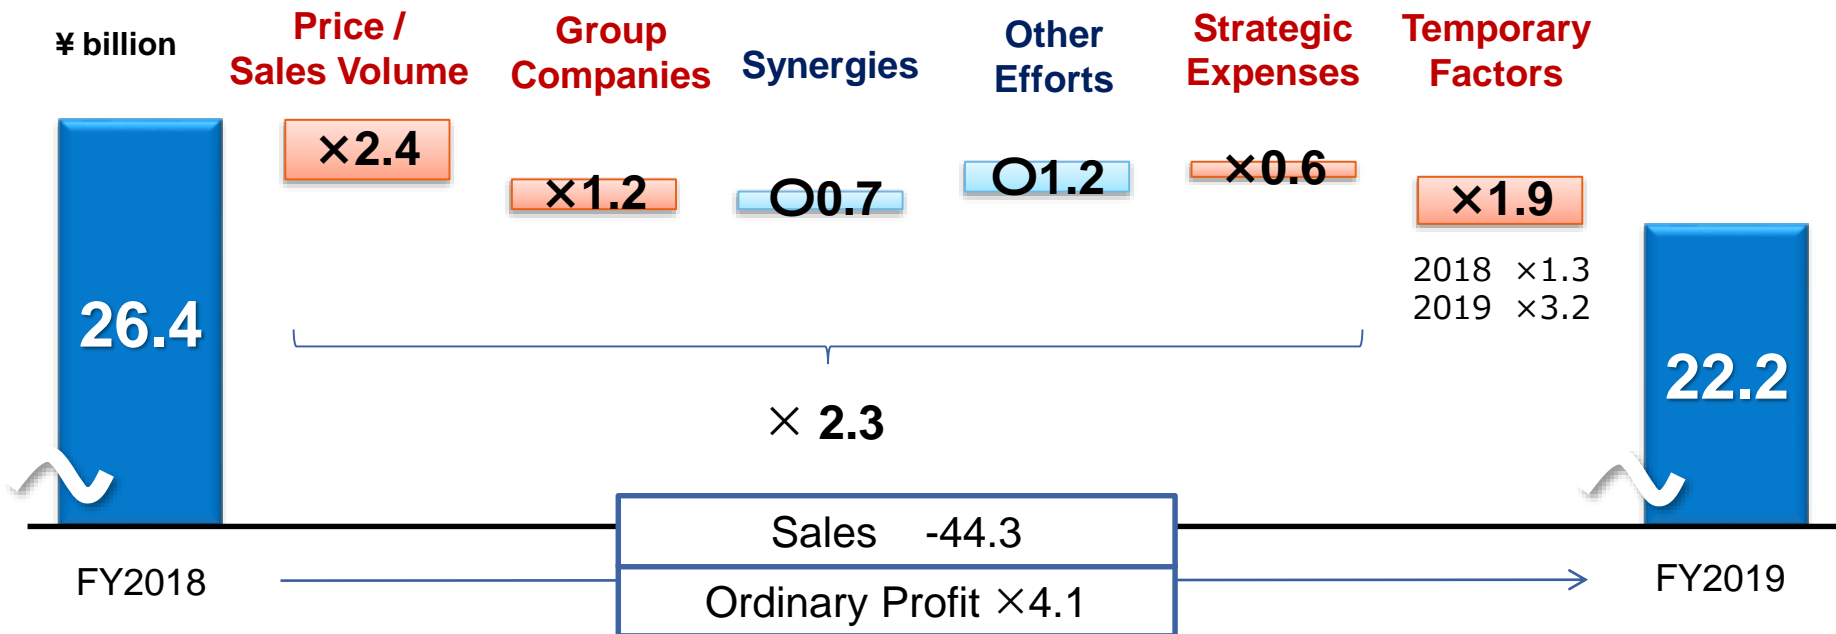 ¥ billion
Price /
Sales Volume
Group
Companies
Synergies
Other
Efforts
Strategic
Expenses
Temporary
Factors
×2.4
×1.2
○0.7
○1.2
×0.6
×1.9
2018 ×1.3
2019 ×3.2
26.4
22.2
× 2.3
Sales -44.3
Ordinary Profit ×4.1
FY2018
FY2019